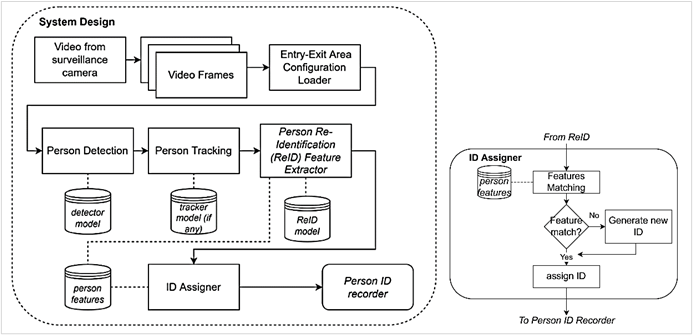 System Design
Video from
surveillance
camera
Video Frames
Entry-Exit Area
Configuration
Loader
Person Detection
Person Tracking
Person Re-
Identification
(ReID) Feature
Extractor
detector
model
tracker
model (if
any)
ReID
model
person
features
ID Assigner
Person ID
recorder
From ReID
ID Assigner
person
features
Features
Matching
Feature
match?
No
Generate new
ID
Yes
assign ID
To Person ID Recorder